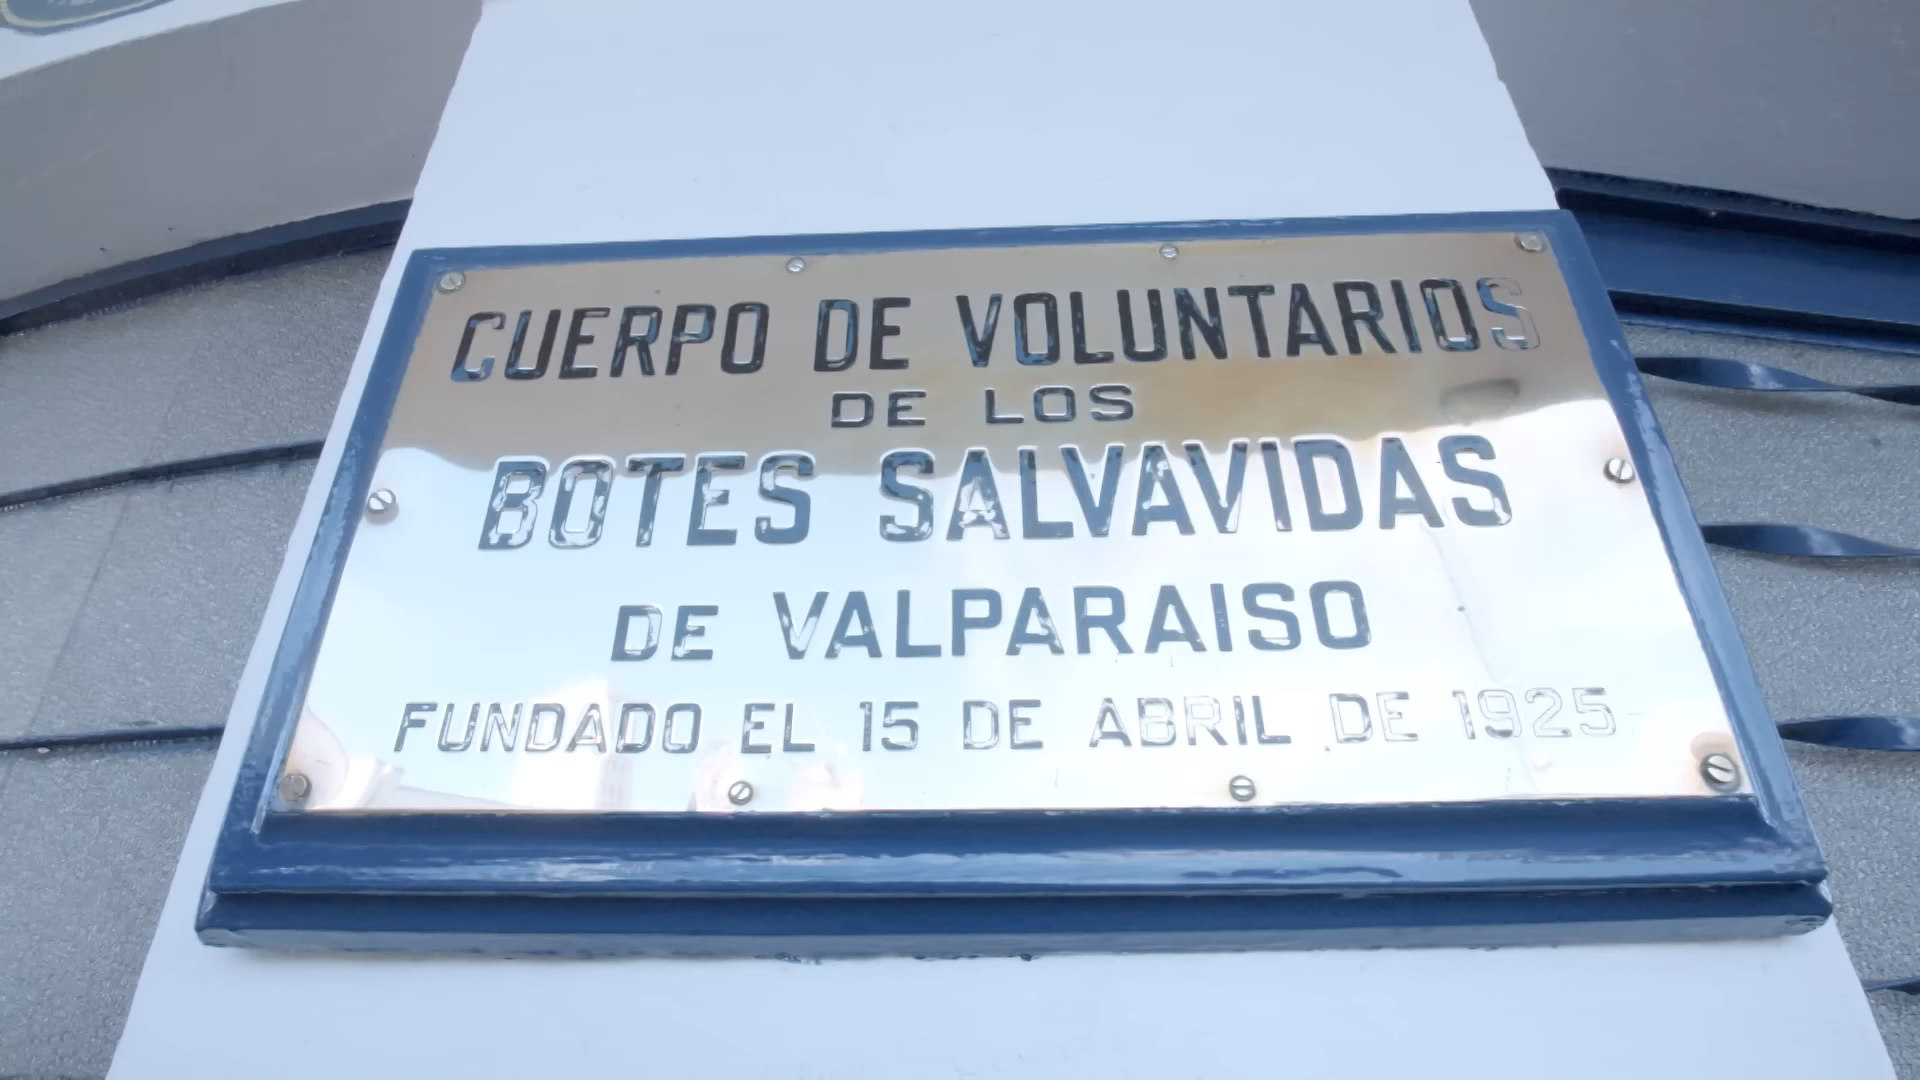 CUERPO DE VOLUNTARIOS
DE LOS
BOTES SALVAVIDAS
DE VALPARAISO
FUNDADO EL 15 DE ABRIL DE 1925